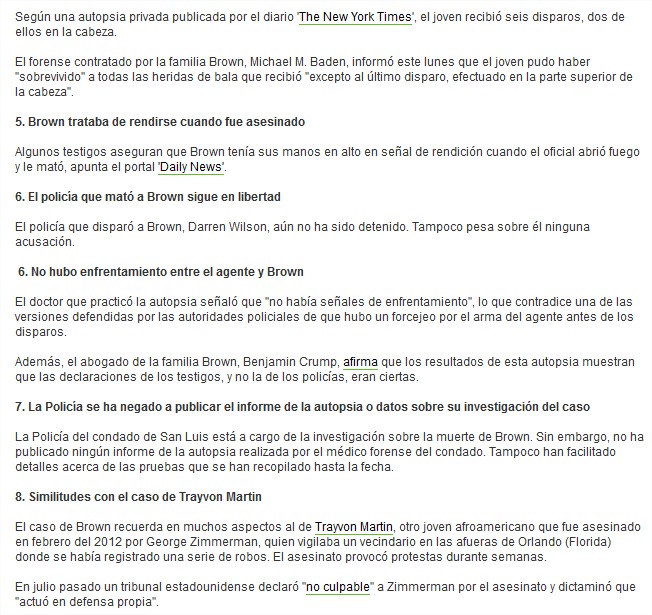 Según una autopsia privada publicada por el diario 'The New York Times', el joven recibió seis disparos, dos de
ellos en la cabeza.
El forense contratado por la familia Brown, Michael M. Baden, informó este lunes que el joven pudo haber
"sobrevivido" a todas las heridas de bala que recibió "excepto al último disparo, efectuado en la parte superior de
la cabeza".
5. Brown trataba de rendirse cuando fue asesinado
Algunos testigos aseguran que Brown tenía sus manos en alto en señal de rendición cuando el oficial abrió fuego
y le mató, apunta el portal 'Daily News'.
6. El policía que mató a Brown sigue en libertad
El policía que disparó a Brown, Darren Wilson, aún no ha sido detenido. Tampoco pesa sobre él ninguna
acusación.
6. No hubo enfrentamiento entre el agente y Brown
El doctor que practicó la autopsia señaló que "no había señales de enfrentamiento", lo que contradice una de las
versiones defendidas por las autoridades policiales de que hubo un forcejeo por el arma del agente antes de los
disparos.
Además, el abogado de la familia Brown, Benjamin Crump, afirma que los resultados de esta autopsia muestran
que las declaraciones de los testigos, y no la de los policías, eran ciertas.
7. La Policía se ha negado a publicar el informe de la autopsia o datos sobre su investigación del caso
La Policía del condado de San Luis está a cargo de la investigación sobre la muerte de Brown. Sin embargo, no ha
publicado ningún informe de la autopsia realizada por el médico forense del condado. Tampoco han facilitado
detalles acerca de las pruebas que se han recopilado hasta la fecha.
8. Similitudes con el caso de Trayvon Martin
El caso de Brown recuerda en muchos aspectos al de Trayvon Martin, otro joven afroamericano que fue asesinado
en febrero del 2012 por George Zimmerman, quien vigilaba un vecindario en las afueras de Orlando (Florida)
donde se había registrado una serie de robos. El asesinato provocó protestas durante semanas.
En julio pasado un tribunal estadounidense declaró "no culpable" a Zimmerman por el asesinato y dictaminó que
"actuó en defensa propia".